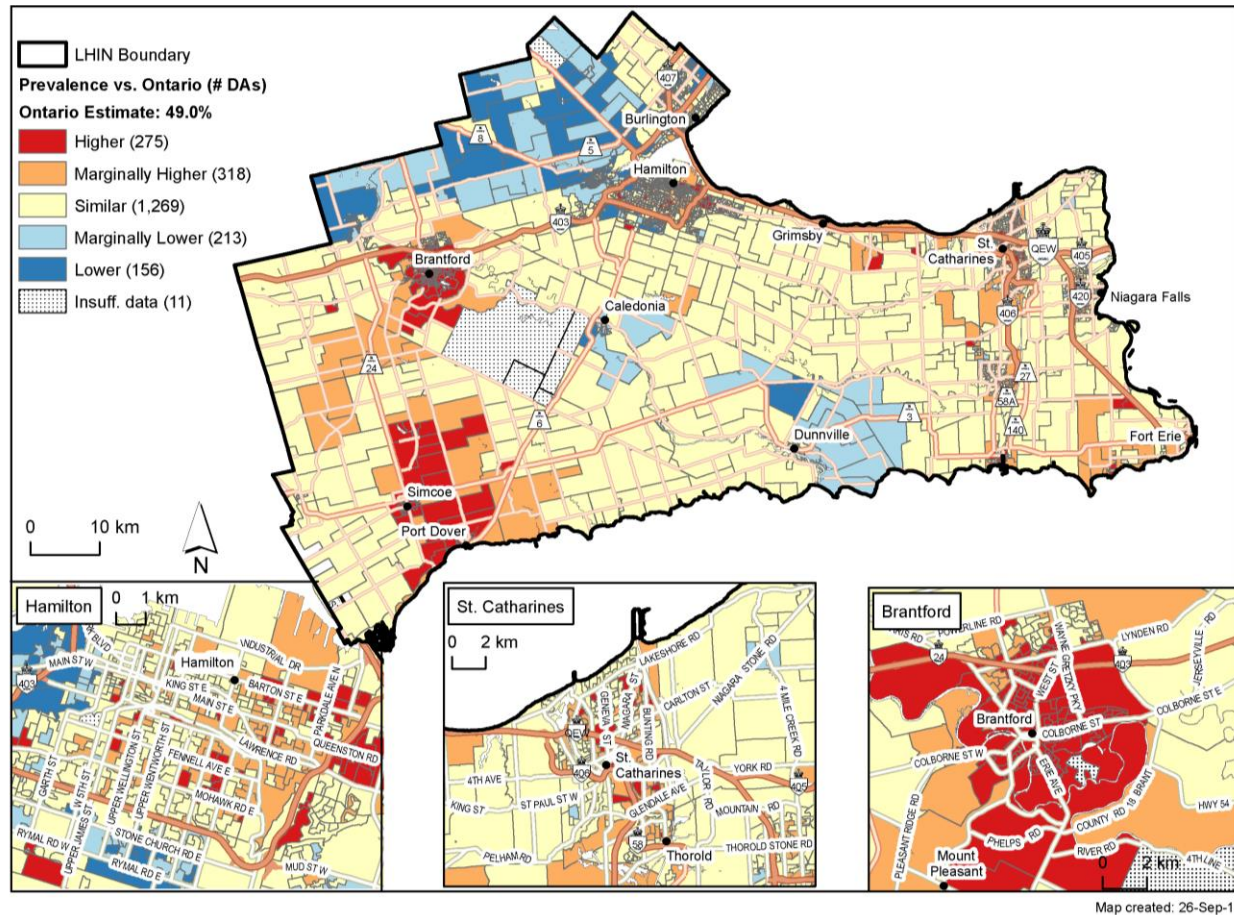 LHIN Boundary
Prevalence vs. Ontario (# DAs)
Ontario Estimate: 49.0%
Higher (275)
Marginally Higher (318)
Similar (1,269)
Marginally Lower (213)
Lower (156)
Insuff. data (11)
407
Burlington
8
5
Hamilton
403
Grimsby
St.
Catharines
QEW
405
420
Niagara Falls
Brantford
Caledonia
406
24
27
6
58A
3
140
Dunnville
Fort Erie
Simcoe
Port Dover
0 10 km
N
Hamilton
0 1 km
BLVD
INDUSTRIAL DR
MAIN ST W
Hamilton
403
KING ST E
BARTON ST E
MAIN ST E
PARKDALE AVE N
LAWRENCE RD
QUEENSTON RD
FENNELL AVE E
GARTH ST
W 5TH ST
UPPER WELLINGTON ST
UPPER WENTWORTH ST
MOHAWK RD E
UPPER JAMES ST
RYMAL RD W
STONE CHURCH RD E
RYMAL RD E
MUD ST W
St. Catharines
0 2 km
LAKESHORE RD
GENEVA ST
NIAGARA ST
BUNTING RD
CARLTON ST
NIAGARA STONE RD
4 MILE CREEK RD
QEW
406
St.
Catharines
4TH AVE
TAYLOR RD
YORK RD
405
KING ST
ST PAUL ST W
GLENDALE AVE
MOUNTAIN RD
58
THOROLD STONE RD
PELHAM RD
Thorold
Brantford
POWERLINE RD
24
WAYNE GRETZKY PKY
WEST ST
LYNDEN RD
403
JERSEYVILLE RD
Brantford
COLBORNE ST
COLBORNE ST E
COLBORNE ST W
ERIE AVE
COUNTY RD 18 BRANT
HWY 54
PLEASANT RIDGE RD
PHELPS RD
RIVER RD
4TH LINE
Mount
Pleasant
0 2 km
Map created: 26-Sep-1